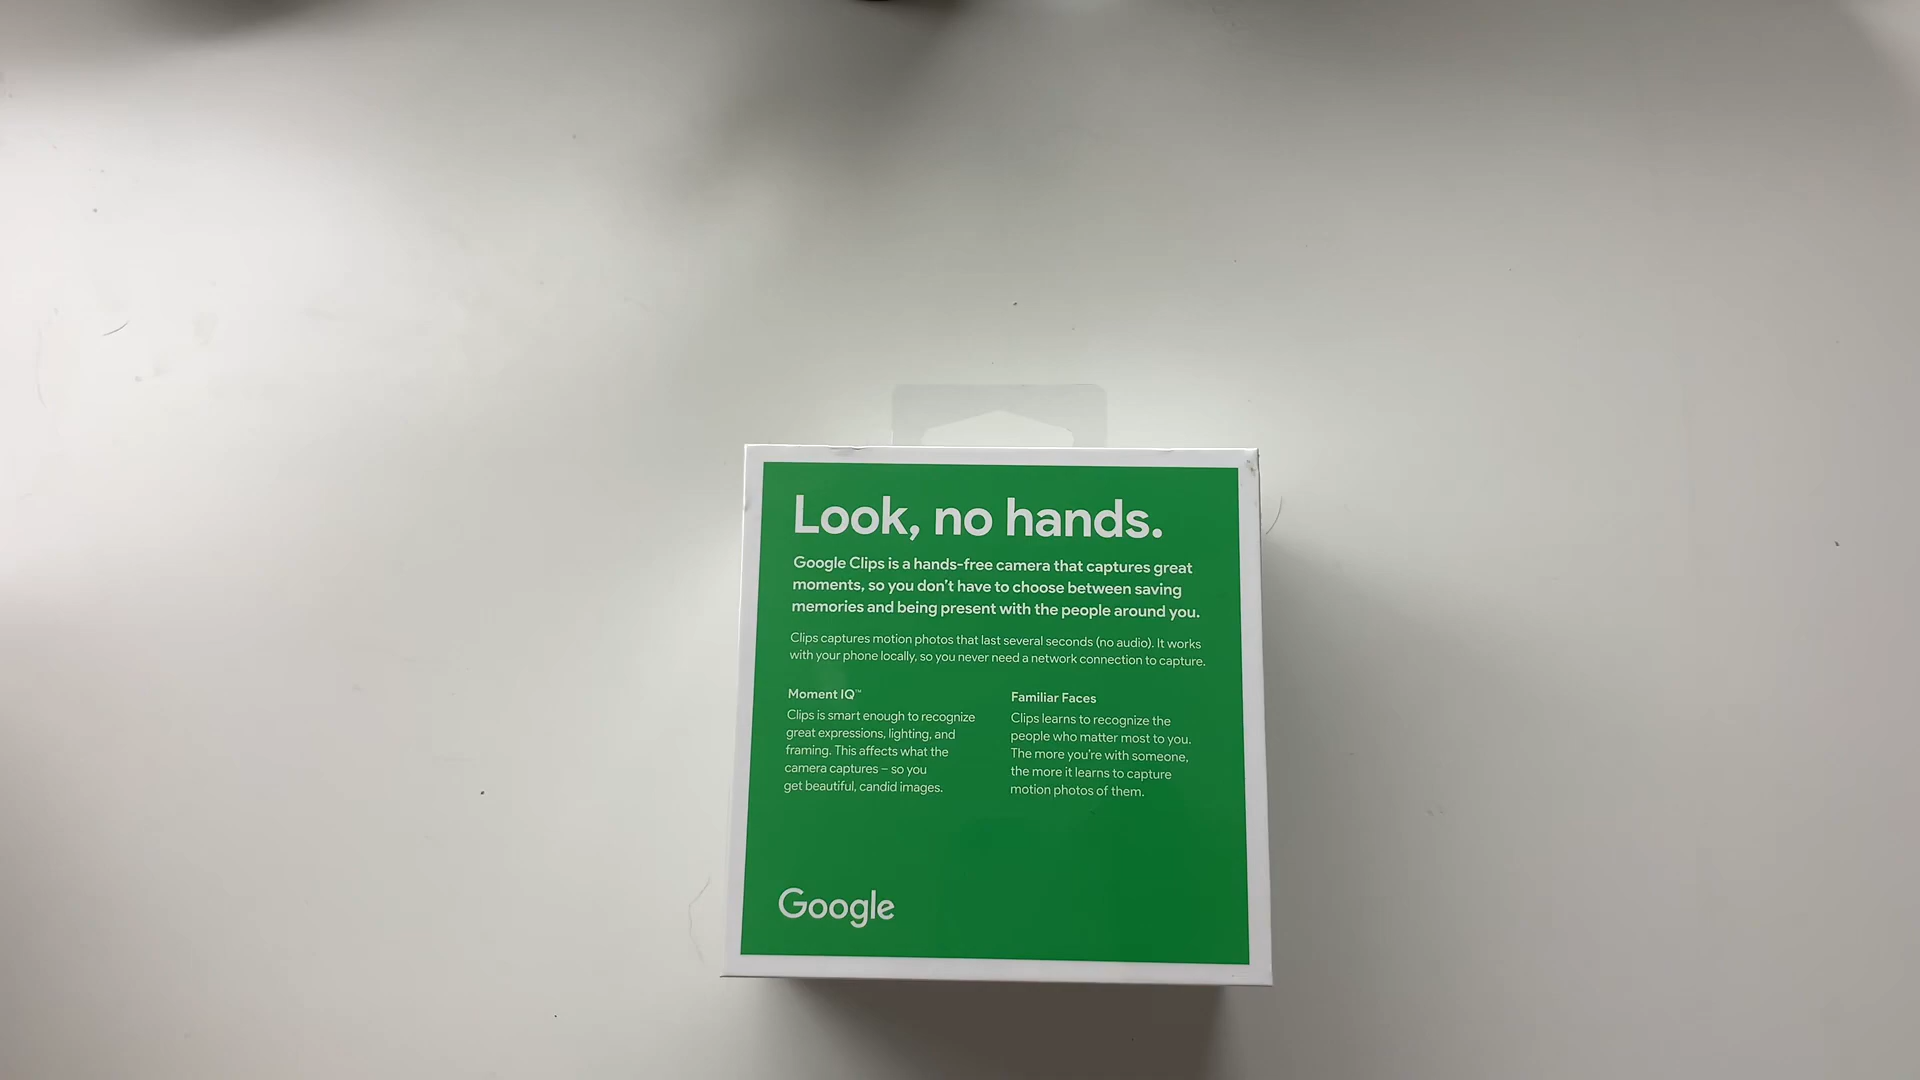 Look, no hands.
Google Clips is a hands-free camera that captures great
moments, so you don't have to choose between saving
memories and being present with the people around you.
Clips captures motion photos that last several seconds (no audio). It works
with your phone locally, so you never need a network connection to capture.
Moment IQ™
Clips is smart enough to recognize
great expressions, lighting, and
framing. This affects what the
camera captures – so you
get beautiful, candid images.
Familiar Faces
Clips learns to recognize the
people who matter most to you.
The more you're with someone,
the more it learns to capture
motion photos of them.
Google